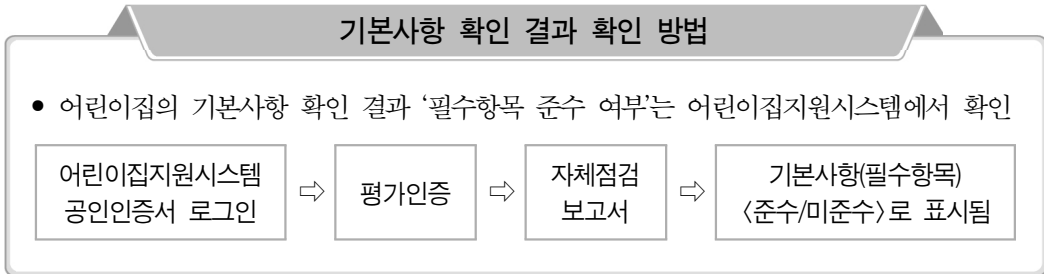 기본사항 확인 결과 확인 방법
• 어린이집의 기본사항 확인 결과 ‘필수항목 준수 여부’는 어린이집지원시스템에서 확인
어린이집지원시스템
공인인증서 로그인
⇨
평가인증
⇨
자체점검
보고서
⇨
기본사항(필수항목)
〈준수/미준수〉로 표시됨